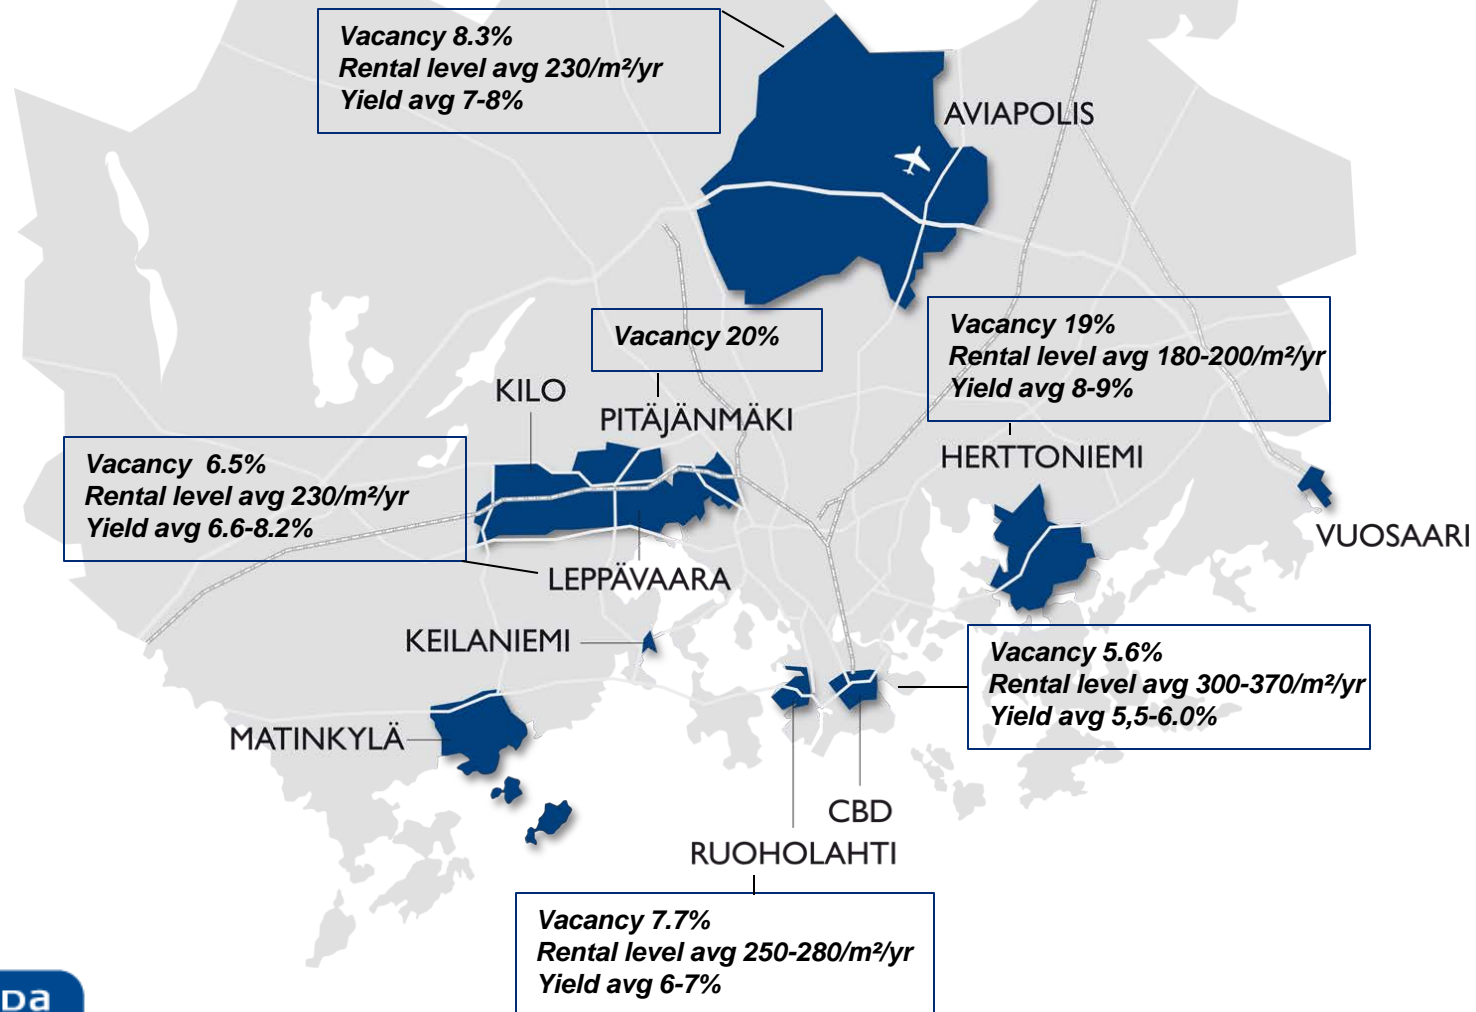 Vacancy 8.3%
Rental level avg 230/m²/yr
Yield avg 7-8%
AVIAPOLIS
Vacancy 20%
Vacancy 19%
Rental level avg 180-200/m²/yr
Yield avg 8-9%
KILO
PITÄJÄNMÄKI
HERTTONIEMI
Vacancy 6.5%
Rental level avg 230/m²/yr
Yield avg 6.6-8.2%
VUOSAARI
LEPPÄVAARA
KEILANIEMI
Vacancy 5.6%
Rental level avg 300-370/m²/yr
Yield avg 5,5-6.0%
MATINKYLÄ
CBD
RUOHOLAHTI
Vacancy 7.7%
Rental level avg 250-280/m²/yr
Yield avg 6-7%